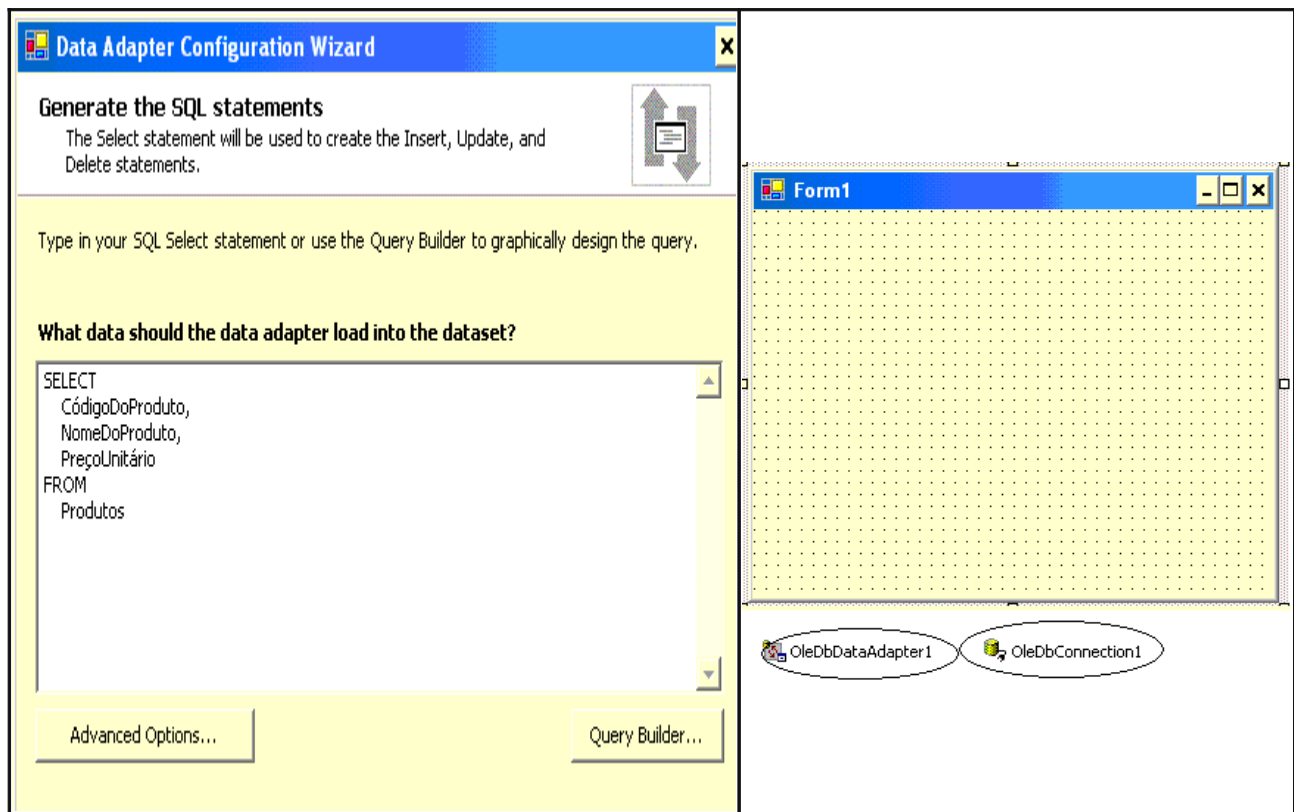 Data Adapter Configuration Wizard
Generate the SQL statements
The Select statement will be used to create the Insert, Update, and
Delete statements.
Type in your SQL Select statement or use the Query Builder to graphically design the query.
What data should the data adapter load into the dataset?
SELECT
CódigoDoProduto,
NomeDoProduto,
PreçoUnitário
FROM
Produtos
Advanced Options...
Query Builder...
Form1
OleDbDataAdapter1
OleDbConnection1